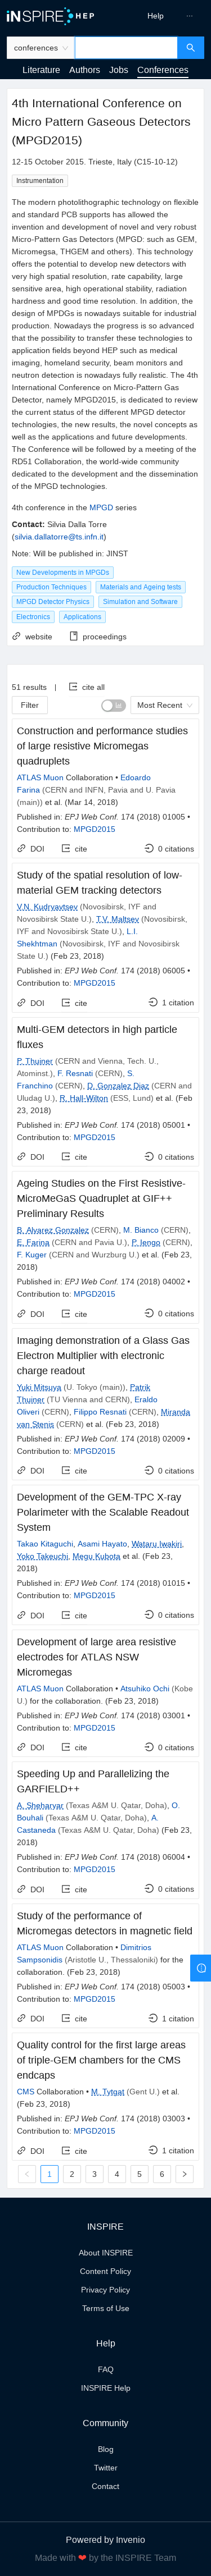 iNSPIRE HEP
Help
...
conferences
Literature Authors Jobs Conferences
4th International Conference on
Micro Pattern Gaseous Detectors
(MPGD2015)
12-15 October 2015. Trieste, Italy (C15-10-12)
Instrumentation
The modern photolithographic technology on flexible
and standard PCB supports has allowed the
invention and development of novel and very robust
Micro-Pattern Gas Detectors (MPGD: such as GEM,
Micromegsa, THGEM and others). This technology
offers the potential to develop new detectors with
very high spatial resolution, rate capability, large
sensitive area, high operational stability, radiation
hardness and ion backflow reduction. In addition, the
design of MPGDs is nowadays suitable for industrial
production. Nowadays these particle detectors are
finding wide-spread applications in fields stepping
away from beyond HEP such as medical
imaging, homeland security, beam monitors and
neutron detection nowadays fully reality. The 4th
International Conference on Micro-Pattern Gas
Detector, namely MPGD2015, is dedicated to review
the present worldwide effort of MPGD technology
development, the new trends in the detectors
concepts as well as the applications and readout
electronic developments. The Conference will be
followed by the meeting of the
RD51 Collaboration, the world-wide community
dedicated to the development and the extension
of the MPGD technologies.
4th conference in the MPGD series
Contact: Silvia Dalla Torre
(silvia.dallatorre@ts.infn.it)
Note: Will be published in: JINST
New Developments in MPGDs
Production Techniques Materials and Ageing tests
MPGD Detector Physics Simulation and Software
Electronics Applications
website proceedings
51 results | cite all
Filter Most Recent
Construction and performance studies
of large resistive Micromegas
quadruplets
ATLAS Muon Collaboration • Edoardo
Farina (CERN and INFN, Pavia and U. Pavia
(main)) et al. (Mar 14, 2018)
Published in: EPJ Web Conf. 174 (2018) 01005 •
Contribution to: MPGD2015
DOI cite 0 citations
Study of the spatial resolution of low-
material GEM tracking detectors
V.N. Kudryavtsev (Novosibirsk, IYF and
Novosibirsk State U.), T.V. Maltsev (Novosibirsk,
IYF and Novosibirsk State U.), L.I.
Shekhtman (Novosibirsk, IYF and Novosibirsk
State U.) (Feb 23, 2018)
Published in: EPJ Web Conf. 174 (2018) 06005 •
Contribution to: MPGD2015
DOI cite 1 citation
Multi-GEM detectors in high particle
fluxes
P. Thuiner (CERN and Vienna, Tech. U.,
Atominst.), F. Resnati (CERN), S.
Franchino (CERN), D. Gonzalez Diaz (CERN and
Uludag U.), R. Hall-Wilton (ESS, Lund) et al. (Feb
23, 2018)
Published in: EPJ Web Conf. 174 (2018) 05001 •
Contribution to: MPGD2015
DOI cite 0 citations
Ageing Studies on the First Resistive-
MicroMeGaS Quadruplet at GIF++
Preliminary Results
B. Alvarez Gonzalez (CERN), M. Bianco (CERN),
E. Farina (CERN and Pavia U.), P. Iengo (CERN),
F. Kuger (CERN and Wurzburg U.) et al. (Feb 23,
2018)
Published in: EPJ Web Conf. 174 (2018) 04002 •
Contribution to: MPGD2015
DOI cite 0 citations
Imaging demonstration of a Glass Gas
Electron Multiplier with electronic
charge readout
Yuki Mitsuya (U. Tokyo (main)), Patrik
Thuiner (TU Vienna and CERN), Eraldo
Oliveri (CERN), Filippo Resnati (CERN), Miranda
van Stenis (CERN) et al. (Feb 23, 2018)
Published in: EPJ Web Conf. 174 (2018) 02009 •
Contribution to: MPGD2015
DOI cite 0 citations
Development of the GEM-TPC X-ray
Polarimeter with the Scalable Readout
System
Takao Kitaguchi, Asami Hayato, Wataru Iwakiri,
Yoko Takeuchi, Megu Kubota et al. (Feb 23,
2018)
Published in: EPJ Web Conf. 174 (2018) 01015 •
Contribution to: MPGD2015
DOI cite 0 citations
Development of large area resistive
electrodes for ATLAS NSW
Micromegas
ATLAS Muon Collaboration • Atsuhiko Ochi (Kobe
U.) for the collaboration. (Feb 23, 2018)
Published in: EPJ Web Conf. 174 (2018) 03001 •
Contribution to: MPGD2015
DOI cite 0 citations
Speeding Up and Parallelizing the
GARFIELD++
A. Sheharyar (Texas A&M U. Qatar, Doha), O.
Bouhali (Texas A&M U. Qatar, Doha), A.
Castaneda (Texas A&M U. Qatar, Doha) (Feb 23,
2018)
Published in: EPJ Web Conf. 174 (2018) 06004 •
Contribution to: MPGD2015
DOI cite 0 citations
Study of the performance of
Micromegas detectors in magnetic field
ATLAS Muon Collaboration • Dimitrios
Sampsonidis (Aristotle U., Thessaloniki) for the
collaboration. (Feb 23, 2018)
Published in: EPJ Web Conf. 174 (2018) 05003 •
Contribution to: MPGD2015
DOI cite 1 citation
Quality control for the first large areas
of triple-GEM chambers for the CMS
endcaps
CMS Collaboration • M. Tytgat (Gent U.) et al.
(Feb 23, 2018)
Published in: EPJ Web Conf. 174 (2018) 03003 •
Contribution to: MPGD2015
DOI cite 1 citation
1 2 3 4 5 6
INSPIRE
About INSPIRE
Content Policy
Privacy Policy
Terms of Use
Help
FAQ
INSPIRE Help
Community
Blog
Twitter
Contact
Powered by Invenio
Made with ❤ by the INSPIRE Team